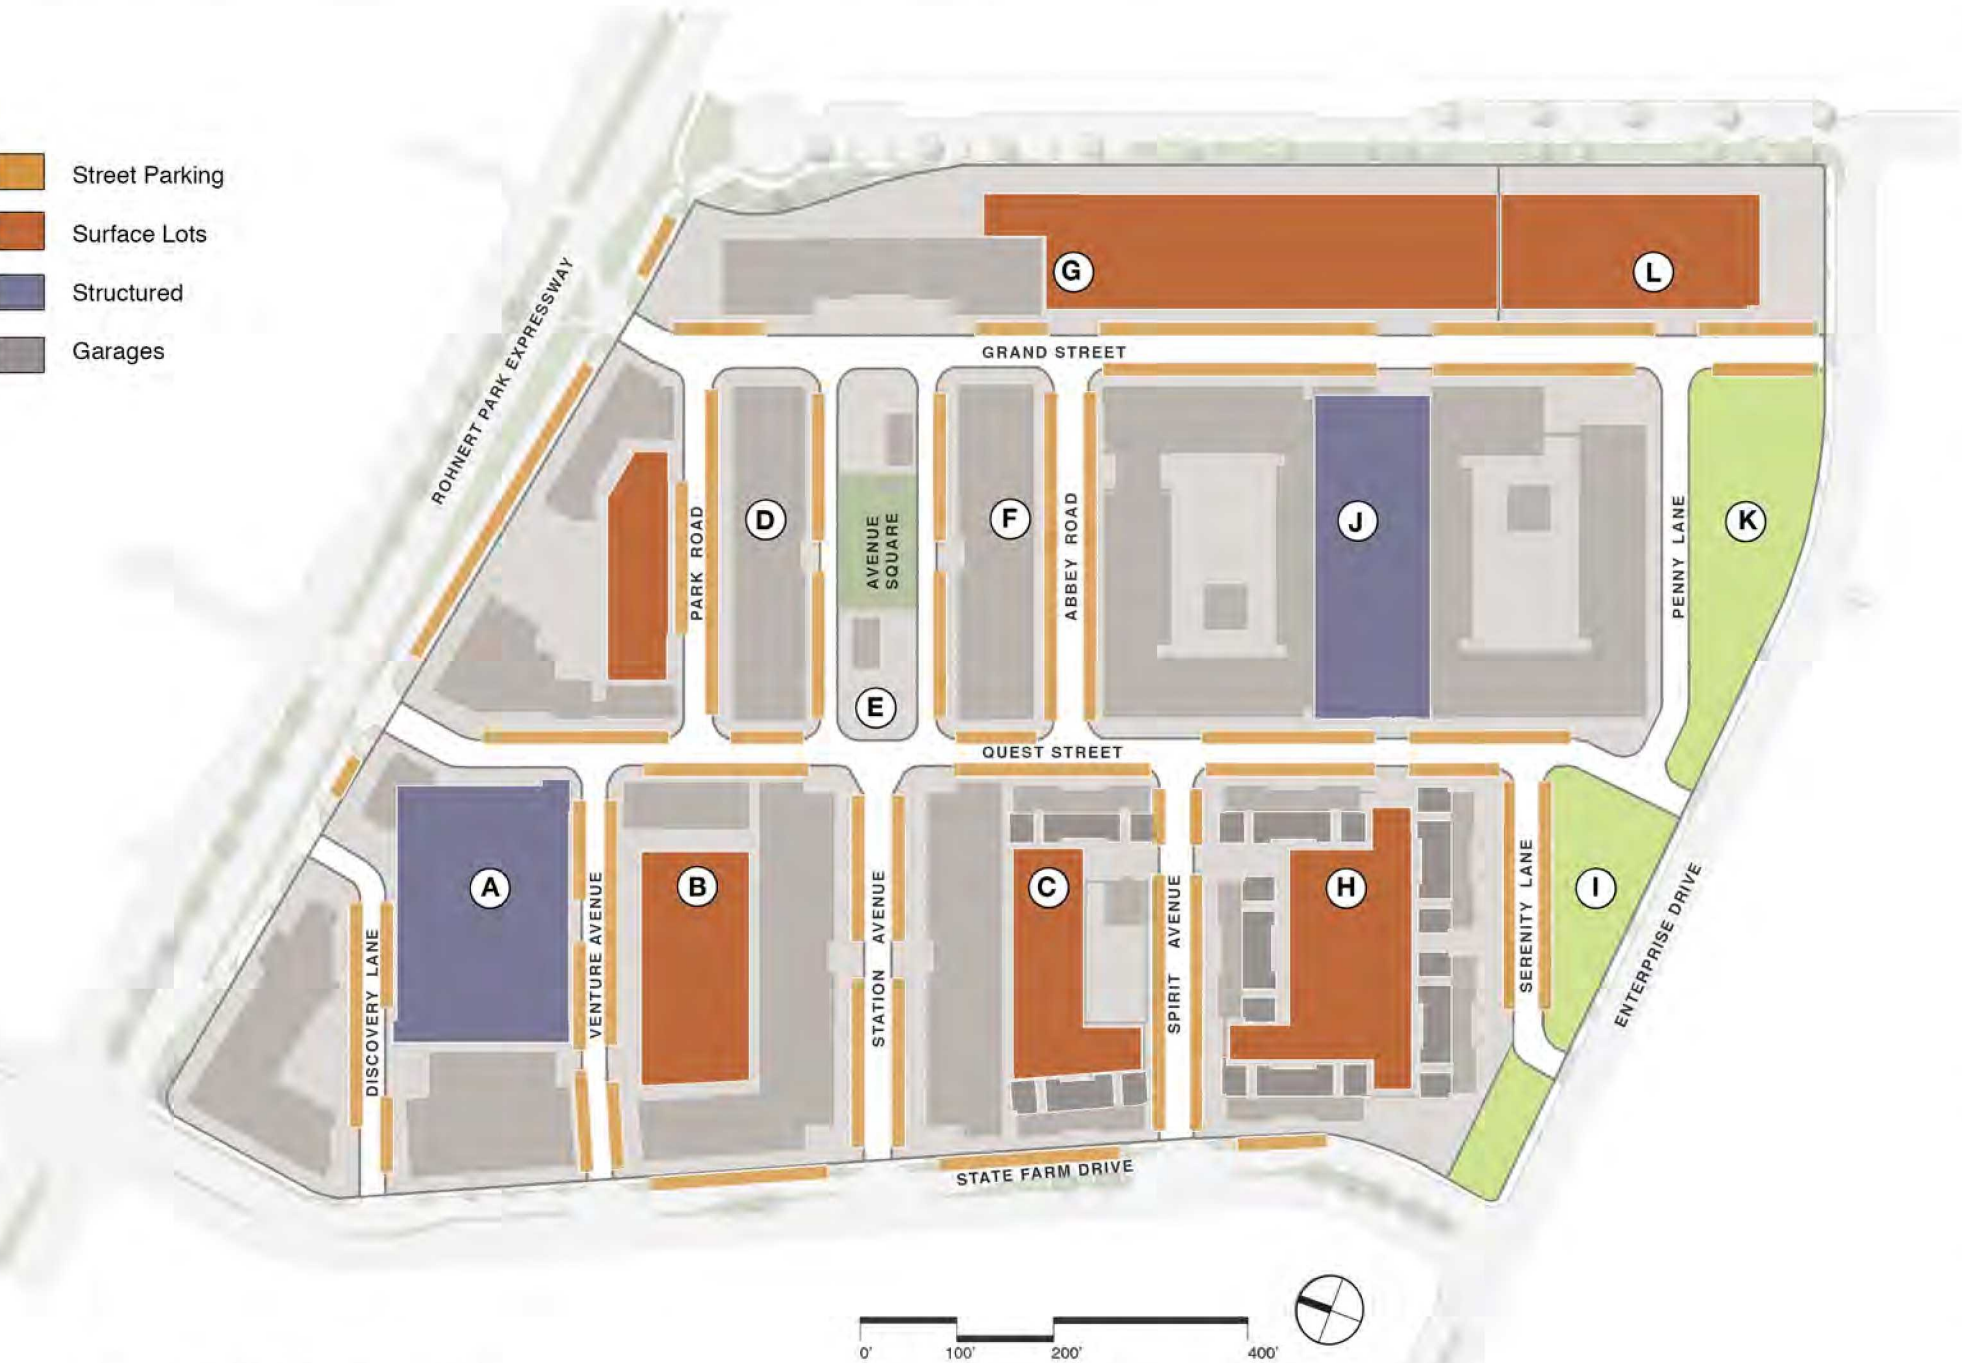 Street Parking
Surface Lots
Structured
Garages
ROHNERT PARK EXPRESSWAY
G
L
GRAND STREET
PARK ROAD
D
AVENUE
SQUARE
E
F
ABBEY ROAD
J
PENNY LANE
K
QUEST STREET
A
B
C
H
I
DISCOVERY LANE
VENTURE AVENUE
STATION AVENUE
SPIRIT AVENUE
SERENITY LANE
ENTERPRISE DRIVE
STATE FARM DRIVE
0' 100' 200' 400'